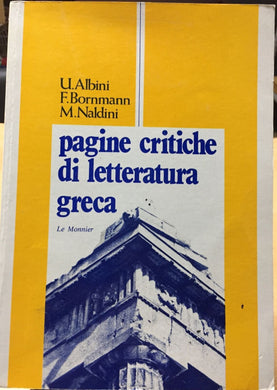 U.Albini
F.Bornmann
M.Naldini
pagine critiche
di letteratura
greca
Le Monnier